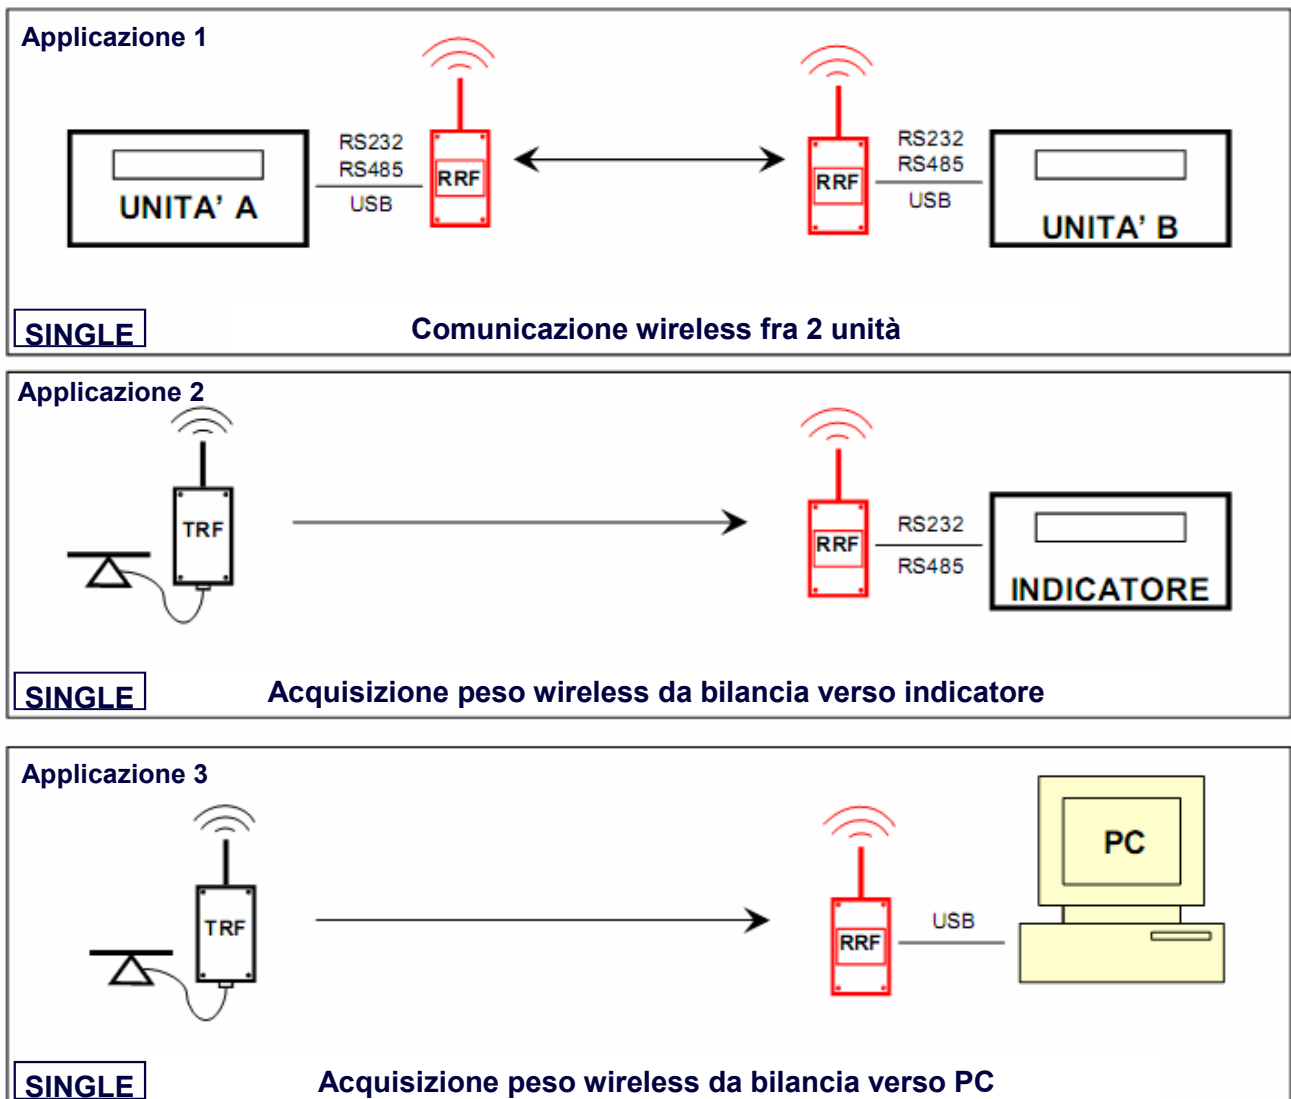 Applicazione 1
RS232
RS485
USB
UNITA' A
RRF
RRF
RS232
RS485
USB
UNITA' B
SINGLE
Comunicazione wireless fra 2 unità
Applicazione 2
TRF
RRF
RS232
RS485
INDICATORE
SINGLE
Acquisizione peso wireless da bilancia verso indicatore
Applicazione 3
TRF
RRF
USB
PC
SINGLE
Acquisizione peso wireless da bilancia verso PC